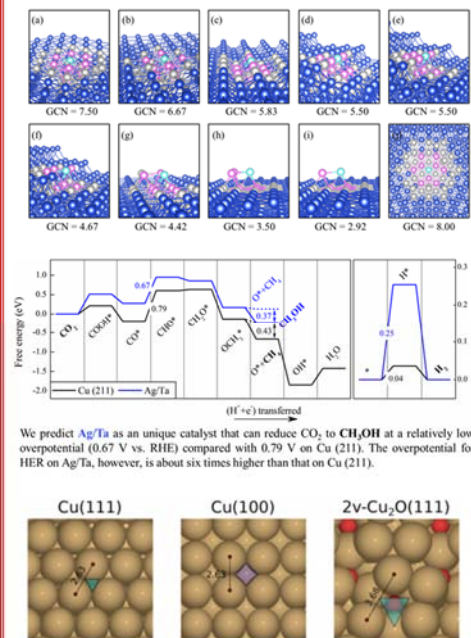 (a) (b) (c) (d) (e)
GCN = 7.50 GCN = 6.67 GCN = 5.83 GCN = 5.50 GCN = 5.50
(f) (g) (h) (i)
GCN = 4.67 GCN = 4.42 GCN = 3.50 GCN = 2.92 GCN = 8.00
Free energy (eV)
1.0
0.5
0.0
-0.5
-1.0
-1.5
-2.0
CO₂
COOH*
CO*
0.67
0.79
CHO*
CH₂O*
OCH₃*
O*+CH₄
0.37
CH₃OH
0.43
O*+CH₄
OH*
H₂O
Cu (211) Ag/Ta
(H⁺+e⁻) transferred
*
H*
0.25
0.04
H₂
0.3
0.2
0.1
0.0
We predict Ag/Ta as an unique catalyst that can reduce CO₂ to CH₃OH at a relatively low
overpotential (0.67 V vs. RHE) compared with 0.79 V on Cu (211). The overpotential
HER on Ag/Ta, however, is about six times higher than that on Cu (211).
Cu(111) Cu(100) 2v-Cu₂O(111)
2.63
3.68